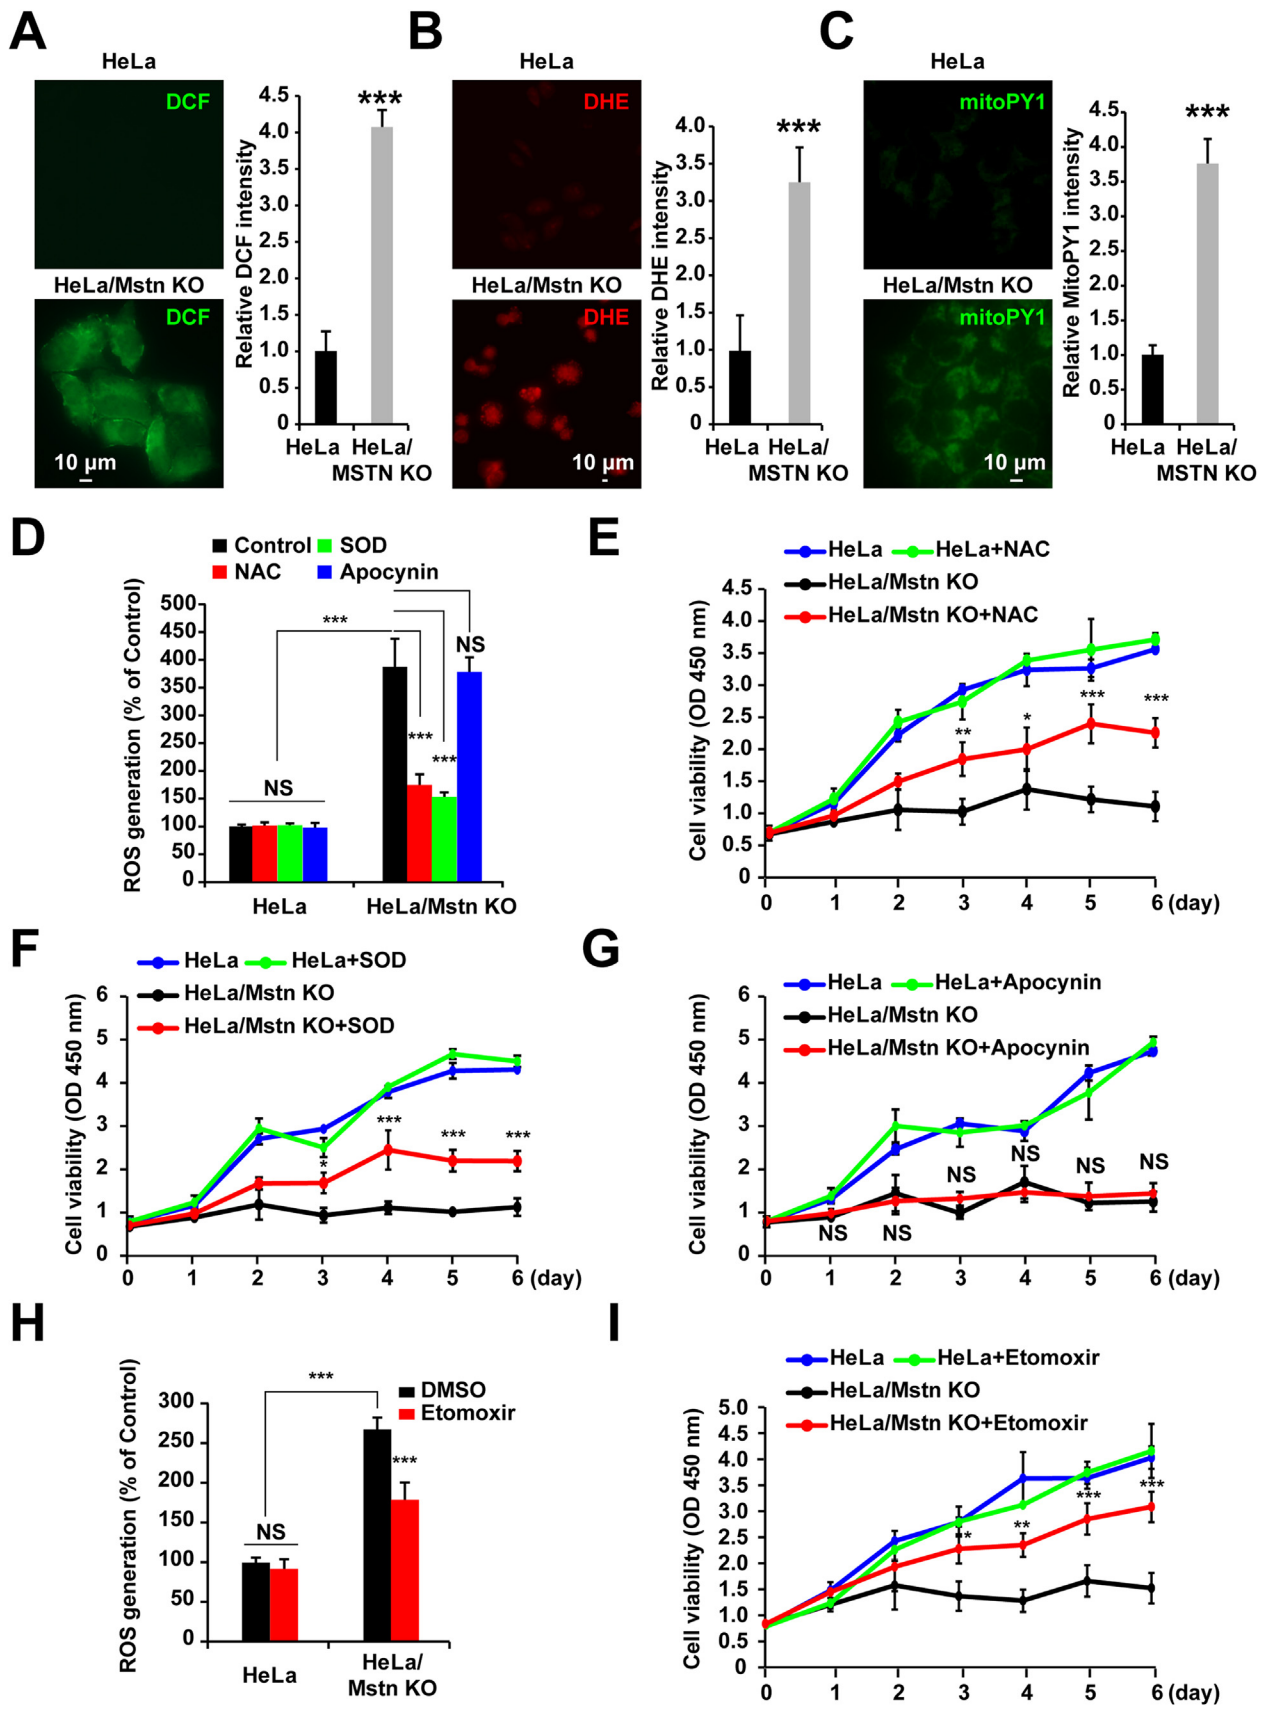 A
B
C
HeLa
DCF
HeLa/Mstn KO
DCF
10 µm
Relative DCF intensity
4.5
4.0
3.5
3.0
2.5
2.0
1.5
1.0
0.5
0
***
HeLa HeLa/
MSTN KO
HeLa
DHE
HeLa/Mstn KO
DHE
10 µm
Relative DHE intensity
4.0
3.5
3.0
2.5
2.0
1.5
1.0
0.5
0
***
HeLa HeLa/
MSTN KO
HeLa
mitoPY1
HeLa/Mstn KO
mitoPY1
10 µm
Relative MitoPY1 intensity
4.5
4.0
3.5
3.0
2.5
2.0
1.5
1.0
0.5
0
***
HeLa HeLa/
MSTN KO
D
Control SOD
NAC Apocynin
ROS generation (% of Control)
500
450
400
350
300
250
200
150
100
50
0
***
NS
NS
***
***
HeLa HeLa/Mstn KO
E
HeLa HeLa+NAC
HeLa/Mstn KO
HeLa/Mstn KO+NAC
Cell viability (OD 450 nm)
4.5
4.0
3.5
3.0
2.5
2.0
1.5
1.0
0.5
0
** * *** ***
0 1 2 3 4 5 6 (day)
F
HeLa HeLa+SOD
HeLa/Mstn KO
HeLa/Mstn KO+SOD
Cell viability (OD 450 nm)
6
5
4
3
2
1
0
* *** *** ***
0 1 2 3 4 5 6 (day)
G
HeLa HeLa+Apocynin
HeLa/Mstn KO
HeLa/Mstn KO+Apocynin
Cell viability (OD 450 nm)
6
5
4
3
2
1
0
NS NS NS NS NS NS
0 1 2 3 4 5 6 (day)
H
DMSO
Etomoxir
ROS generation (% of Control)
300
250
200
150
100
50
0
***
NS
***
HeLa HeLa/
Mstn KO
I
HeLa HeLa+Etomoxir
HeLa/Mstn KO
HeLa/Mstn KO+Etomoxir
Cell viability (OD 450 nm)
5.0
4.5
4.0
3.5
3.0
2.5
2.0
1.5
1.0
0.5
0
** ** *** ***
0 1 2 3 4 5 6 (day)